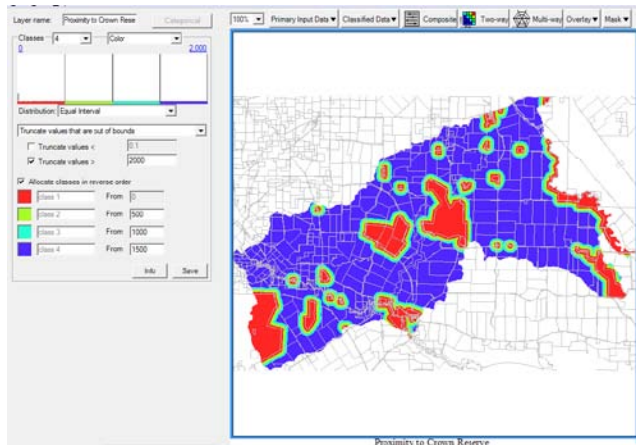 Layer name: Proximity to Crown Rese Categorical
Classes 4 Color
0 2,000
Distribution: Equal Interval
Truncate values that are out of bounds
Truncate values < 0.1
Truncate values > 2000
Allocate classes in reverse order
class 1 From 0
class 2 From 500
class 3 From 1000
class 4 From 1500
Info Save
100% Primary Input Data Classified Data Composite Two-way Multi-way Overlay Mask
Proximity to Crown Reserve